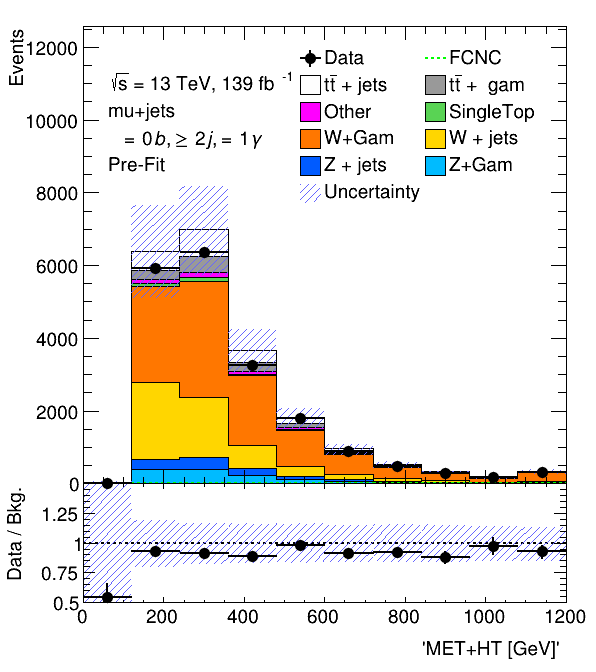 Events
12000
10000
8000
6000
4000
2000
0
√s = 13 TeV, 139 fb⁻¹
mu+jets
= 0b, ≥ 2j, = 1γ
Pre-Fit
Data
FCNC
tt̄ + jets
tt̄ + gam
Other
SingleTop
W+Gam
W + jets
Z + jets
Z+Gam
Uncertainty
Data / Bkg.
1.25
1
0.75
0.5
0 200 400 600 800 1000 1200
'MET+HT [GeV]'